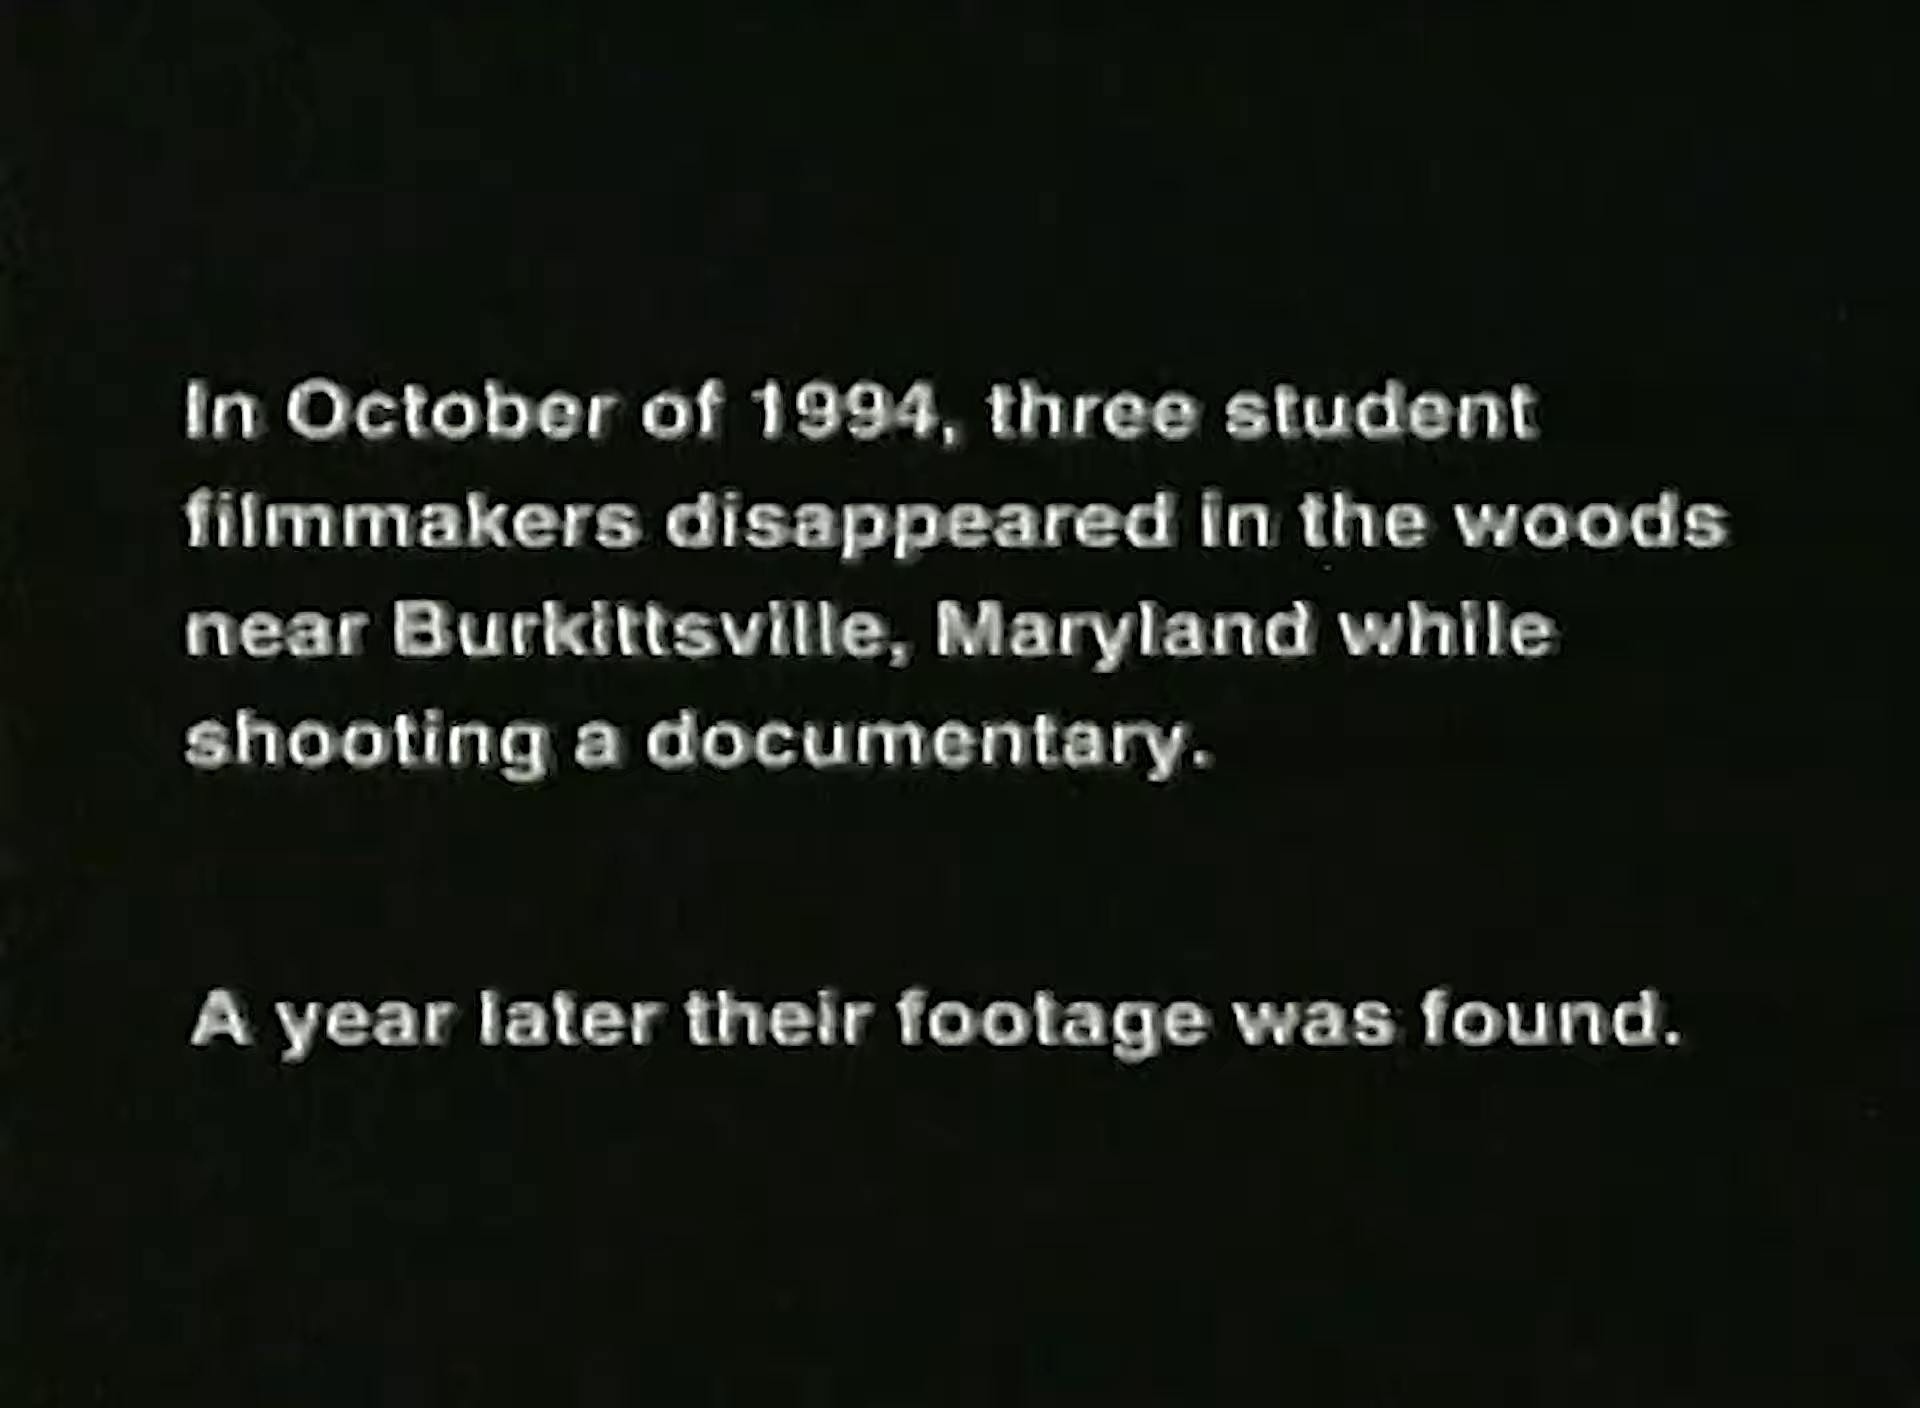 In October of 1994, three student
filmmakers disappeared in the woods
near Burkittsville, Maryland while
shooting a documentary.
A year later their footage was found.